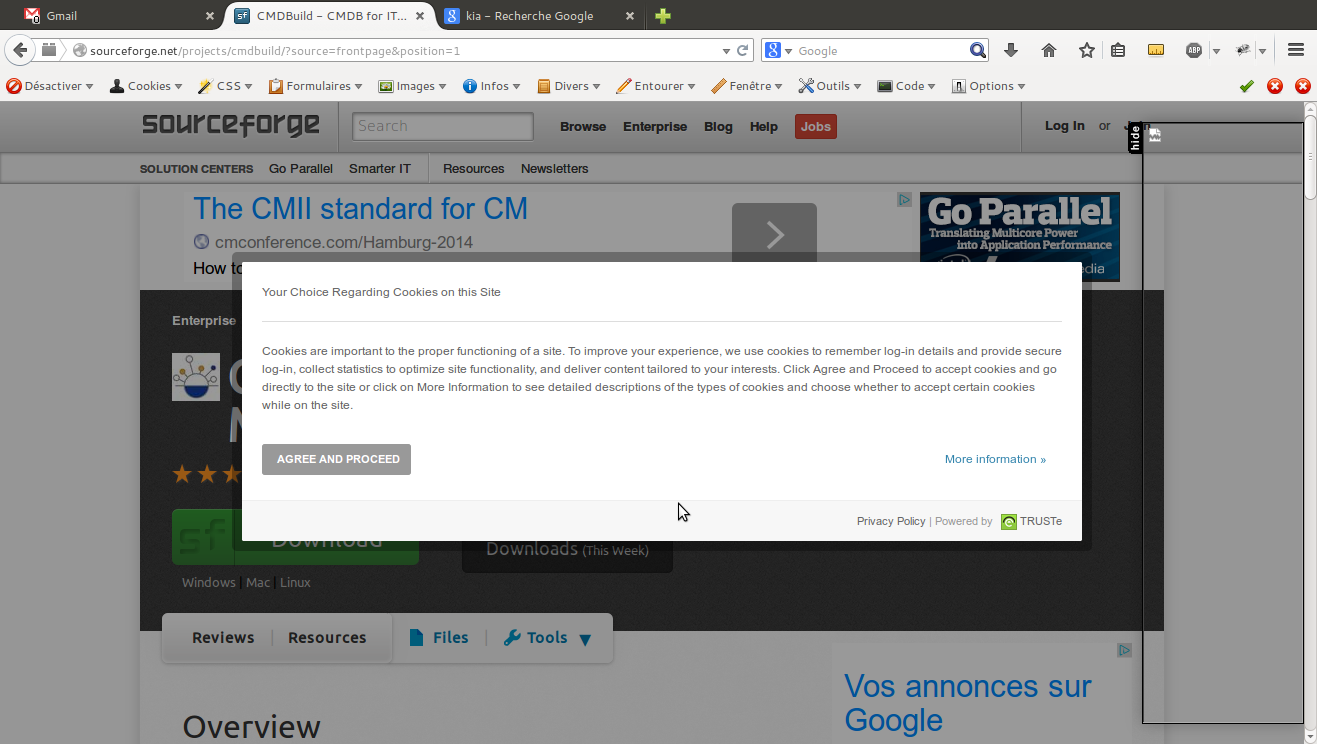 Gmail
CMDBuild – CMDB for IT...
kia – Recherche Google
sourceforge.net/projects/cmdbuild/?source=frontpage&position=1
Google
ABP
Désactiver
Cookies
CSS
Formulaires
Images
Infos
Divers
Entourer
Fenêtre
Outils
Code
Options
sourceforge
Search
Browse
Enterprise
Blog
Help
Jobs
Log In or
hide
SOLUTION CENTERS Go Parallel Smarter IT
Resources Newsletters
The CMII standard for CM
cmconference.com/Hamburg-2014
How to
Go Parallel
Translating Multicore Power
into Application Performance
Enterprise
Your Choice Regarding Cookies on this Site
Cookies are important to the proper functioning of a site. To improve your experience, we use cookies to remember log-in details and provide secure
log-in, collect statistics to optimize site functionality, and deliver content tailored to your interests. Click Agree and Proceed to accept cookies and go
directly to the site or click on More Information to see detailed descriptions of the types of cookies and choose whether to accept certain cookies
while on the site.
AGREE AND PROCEED
More information »
Privacy Policy | Powered by TRUSTe
sf
Download
Downloads (This Week)
Windows | Mac | Linux
Reviews
Resources
Files
Tools
Overview
Vos annonces sur
Google